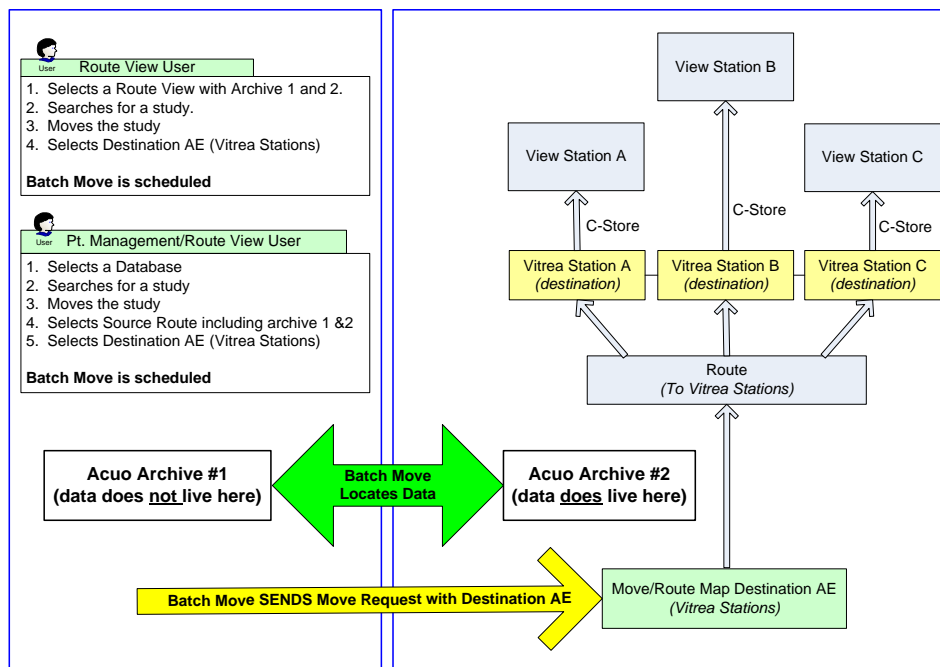 User
Route View User
1. Selects a Route View with Archive 1 and 2.
2. Searches for a study.
3. Moves the study
4. Selects Destination AE (Vitrea Stations)
Batch Move is scheduled
User
Pt. Management/Route View User
1. Selects a Database
2. Searches for a study
3. Moves the study
4. Selects Source Route including archive 1 &2
5. Selects Destination AE (Vitrea Stations)
Batch Move is scheduled
View Station B
View Station A
View Station C
C-Store
C-Store
C-Store
Vitrea Station A
(destination)
Vitrea Station B
(destination)
Vitrea Station C
(destination)
Route
(To Vitrea Stations)
Acuo Archive #1
(data does not live here)
Batch Move
Locates Data
Acuo Archive #2
(data does live here)
Batch Move SENDS Move Request with Destination AE
Move/Route Map Destination AE
(Vitrea Stations)